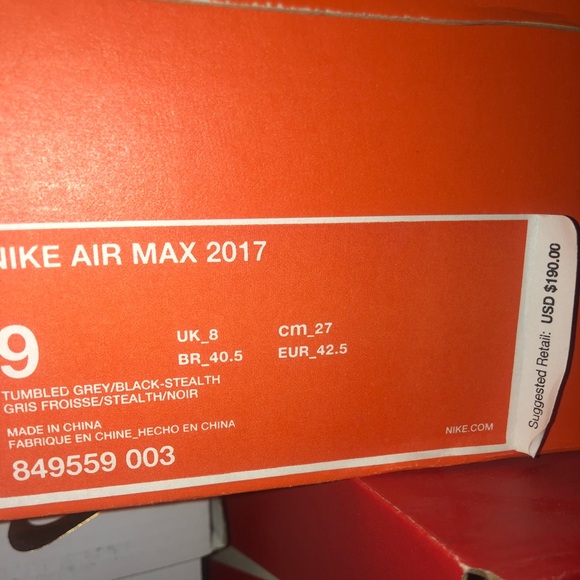 NIKE AIR MAX 2017
9
UK_8
cm_27
BR_40.5
EUR_42.5
TUMBLED GREY/BLACK-STEALTH
GRIS FROISSE/STEALTH/NOIR
MADE IN CHINA
FABRIQUE EN CHINE_HECHO EN CHINA
849559 003
NIKE.COM
Suggested Retail: USD $190.00